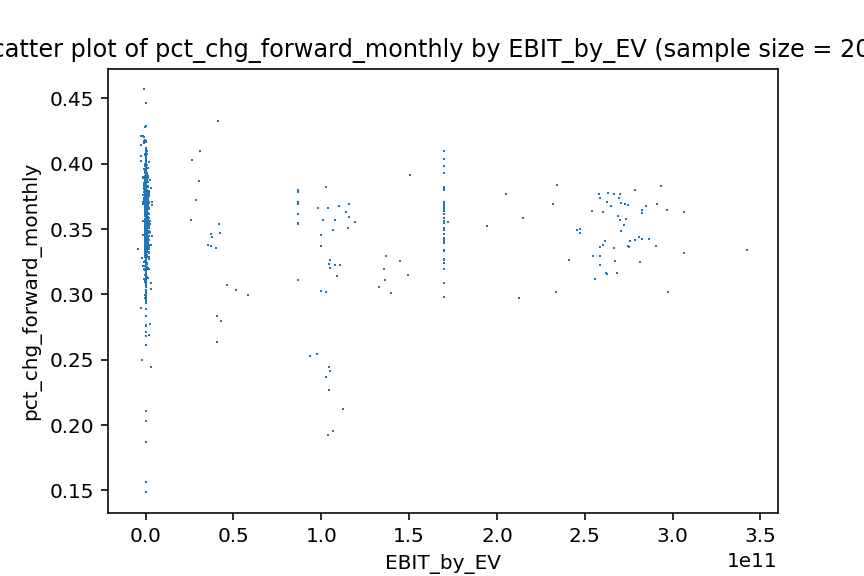 catter plot of pct_chg_forward_monthly by EBIT_by_EV (sample size = 20
pct_chg_forward_monthly
0.45
0.40
0.35
0.30
0.25
0.20
0.15
0.0 0.5 1.0 1.5 2.0 2.5 3.0 3.5
1e11
EBIT_by_EV